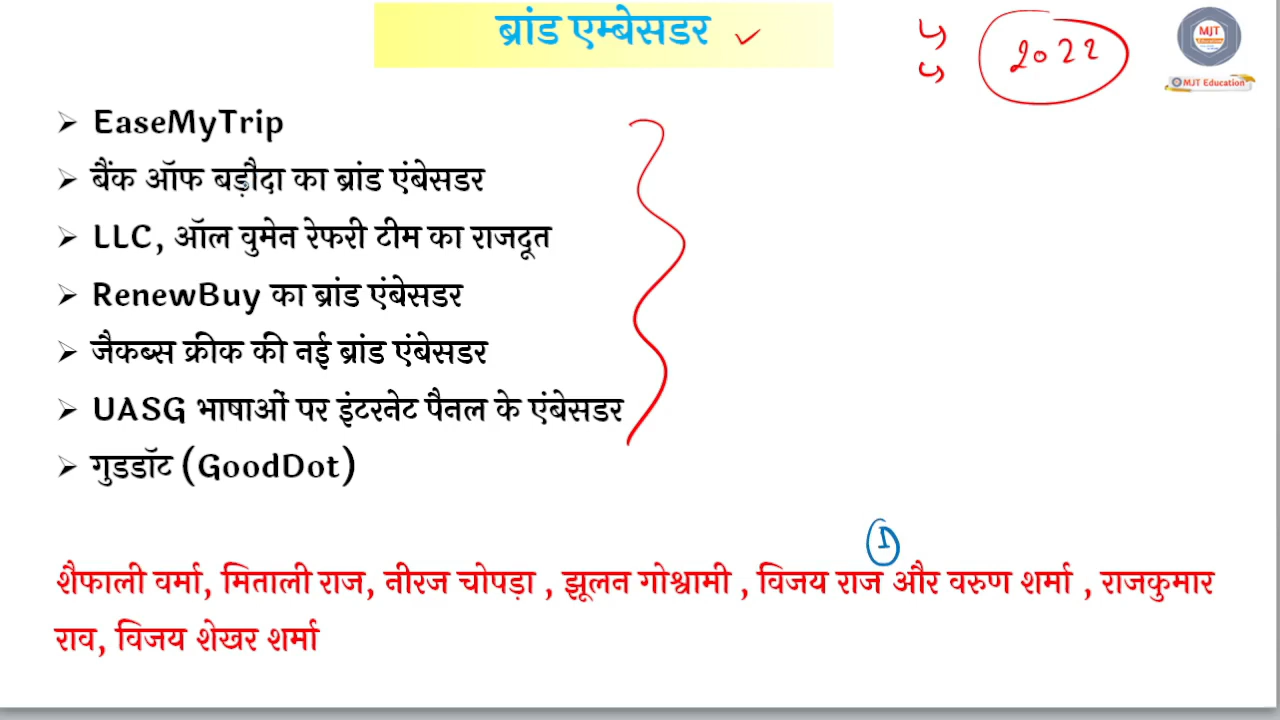 ब्रांड एम्बेसडर
2022
MJT
Education
MJT Education
➢ EaseMyTrip
➢ बैंक ऑफ बड़ौदा का ब्रांड एंबेसडर
➢ LLC, ऑल वुमेन रेफरी टीम का राजदूत
➢ RenewBuy का ब्रांड एंबेसडर
➢ जैकब्स क्रीक की नई ब्रांड एंबेसडर
➢ UASG भाषाओं पर इंटरनेट पैनल के एंबेसडर
➢ गुडडॉट (GoodDot)
1
शैफाली वर्मा, मिताली राज, नीरज चोपड़ा , झूलन गोश्वामी , विजय राज और वरुण शर्मा , राजकुमार
राव, विजय शेखर शर्मा